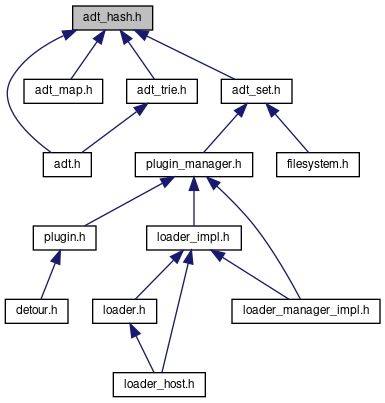 adt_hash.h
adt_map.h
adt_trie.h
adt_set.h
adt.h
plugin_manager.h
filesystem.h
plugin.h
loader_impl.h
detour.h
loader.h
loader_manager_impl.h
loader_host.h